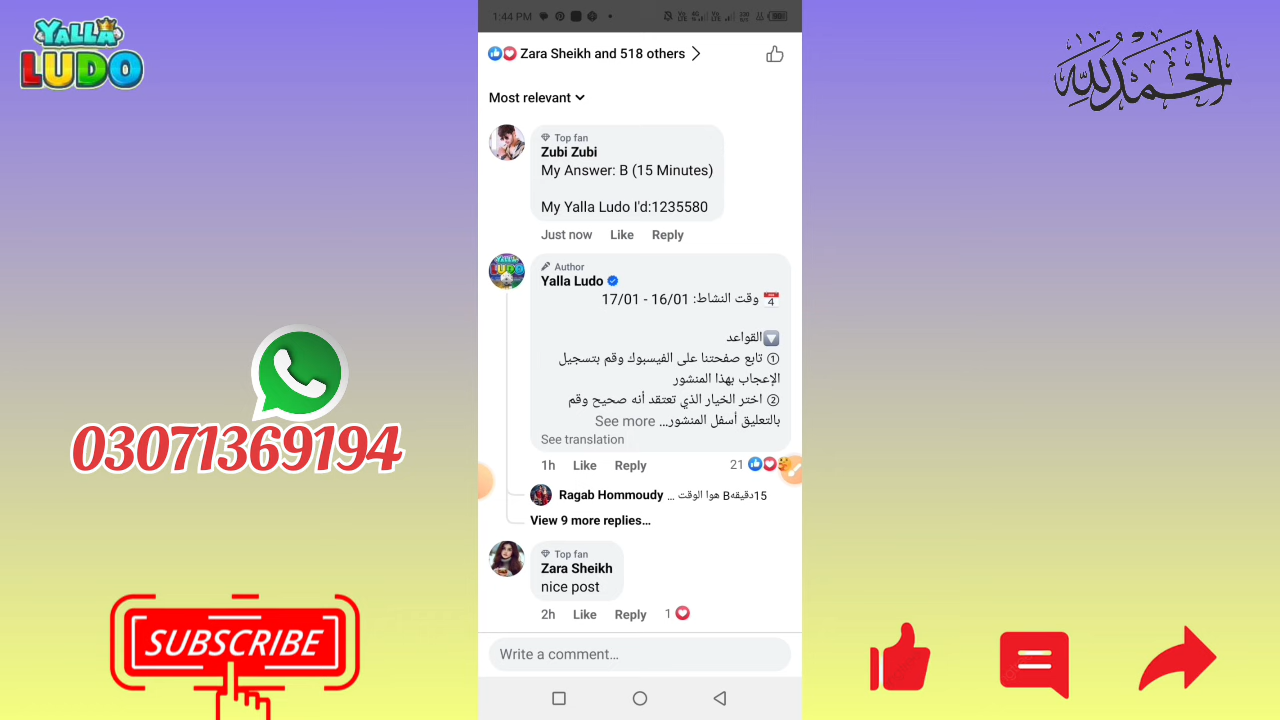 YALLA
LUDO
الحمدلله
1:44 PM
Zara Sheikh and 518 others
Most relevant
Top fan
Zubi Zubi
My Answer: B (15 Minutes)
My Yalla Ludo I'd:1235580
Just now Like Reply
Author
Yalla Ludo
وقت النشاط: 16/01 - 17/01
القواعد
① تابع صفحتنا على الفيسبوك وقم بتسجيل
الإعجاب بهذا المنشور
② اختر الخيار الذي تعتقد أنه صحيح وقم
بالتعليق أسفل المنشور... See more
See translation
1h Like Reply 21
Ragab Hommoudy 15دقيقهB هوا الوقت ...
View 9 more replies...
Top fan
Zara Sheikh
nice post
2h Like Reply 1
Write a comment...
03071369194
SUBSCRIBE